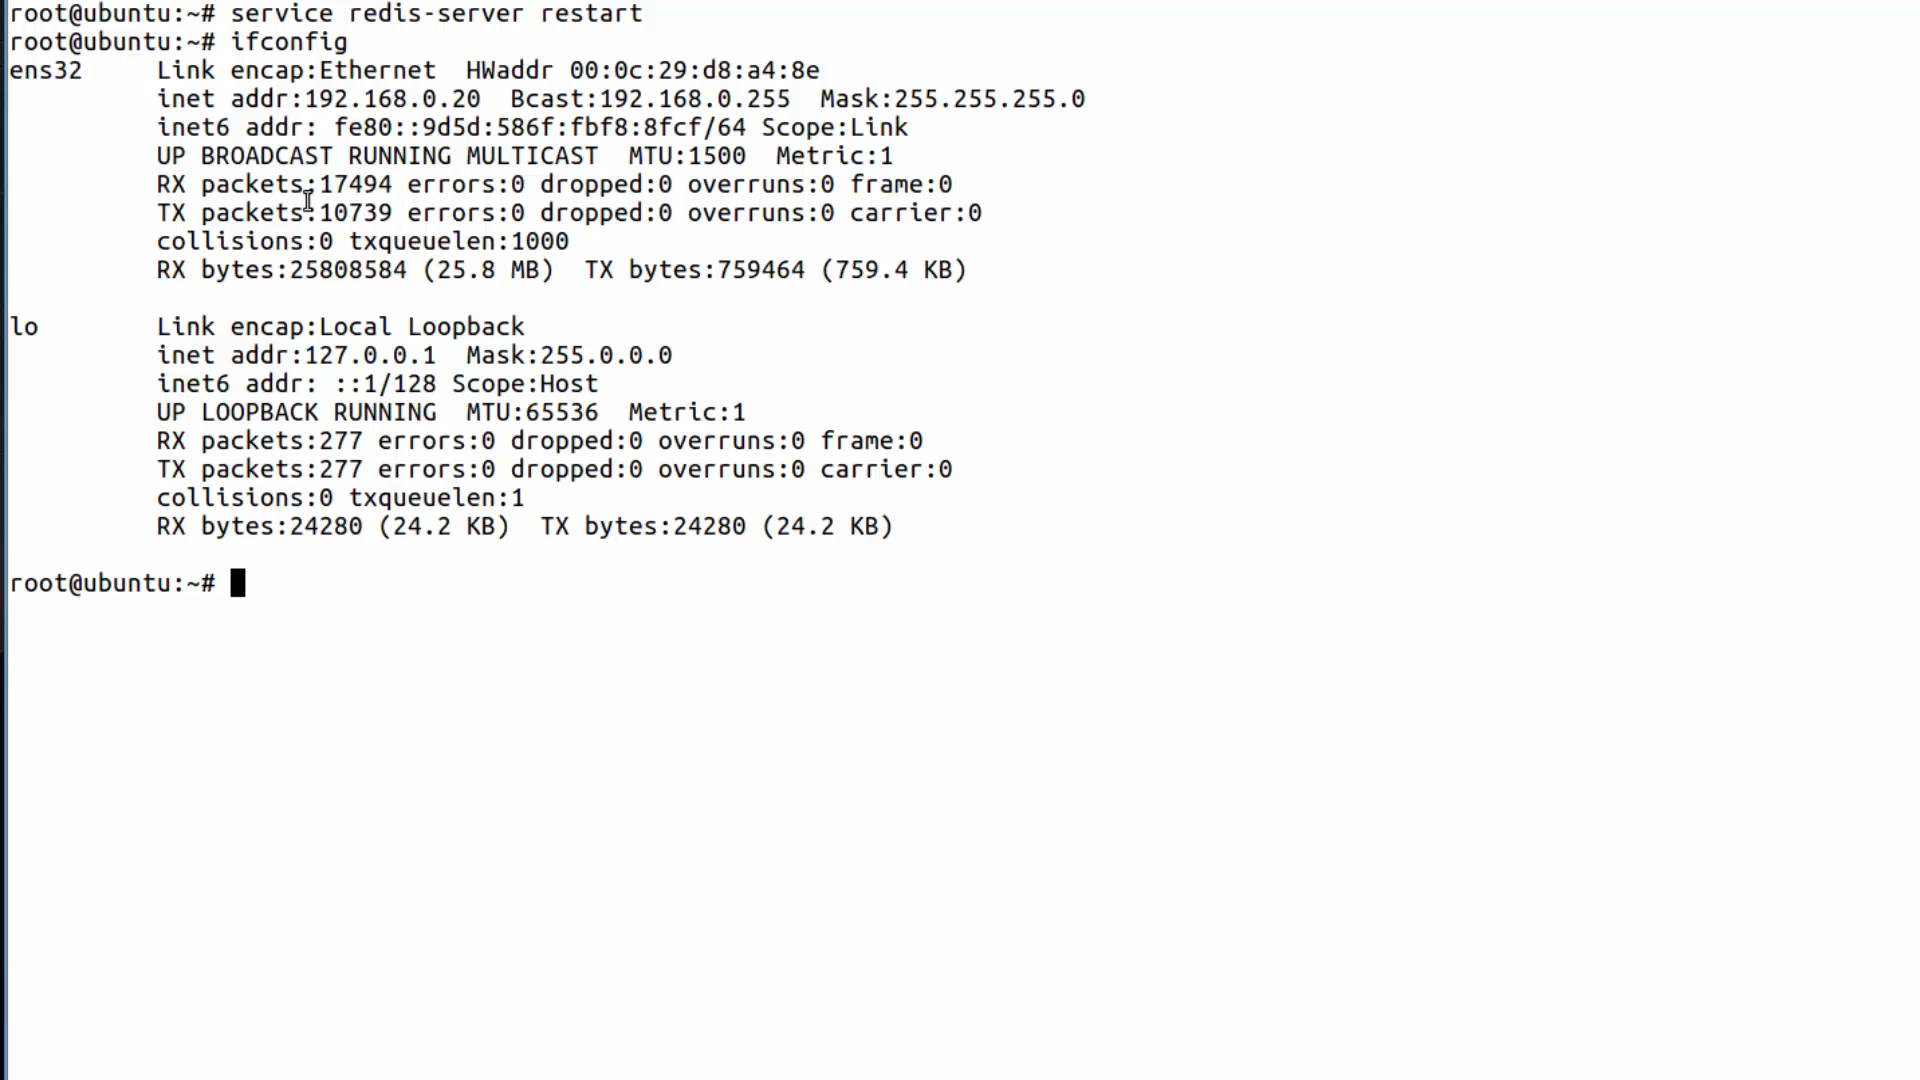 root@ubuntu:~# service redis-server restart
root@ubuntu:~# ifconfig
ens32     Link encap:Ethernet  HWaddr 00:0c:29:d8:a4:8e
          inet addr:192.168.0.20  Bcast:192.168.0.255  Mask:255.255.255.0
          inet6 addr: fe80::9d5d:586f:fbf8:8fcf/64 Scope:Link
          UP BROADCAST RUNNING MULTICAST  MTU:1500  Metric:1
          RX packets:17494 errors:0 dropped:0 overruns:0 frame:0
          TX packets:10739 errors:0 dropped:0 overruns:0 carrier:0
          collisions:0 txqueuelen:1000
          RX bytes:25808584 (25.8 MB)  TX bytes:759464 (759.4 KB)

lo        Link encap:Local Loopback
          inet addr:127.0.0.1  Mask:255.0.0.0
          inet6 addr: ::1/128 Scope:Host
          UP LOOPBACK RUNNING  MTU:65536  Metric:1
          RX packets:277 errors:0 dropped:0 overruns:0 frame:0
          TX packets:277 errors:0 dropped:0 overruns:0 carrier:0
          collisions:0 txqueuelen:1
          RX bytes:24280 (24.2 KB)  TX bytes:24280 (24.2 KB)

root@ubuntu:~#